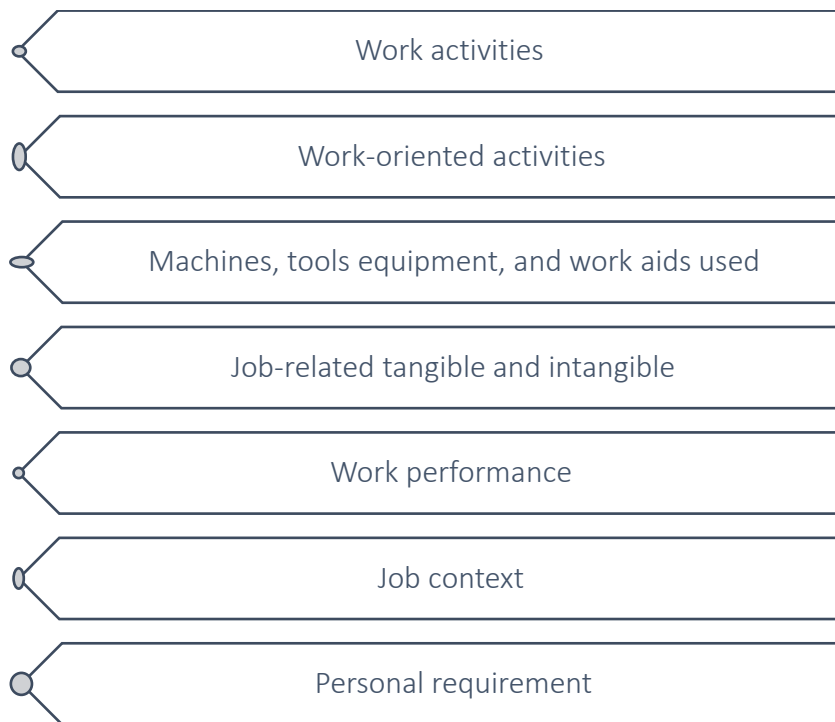 Work activities
Work-oriented activities
Machines, tools equipment, and work aids used
Job-related tangible and intangible
Work performance
Job context
Personal requirement